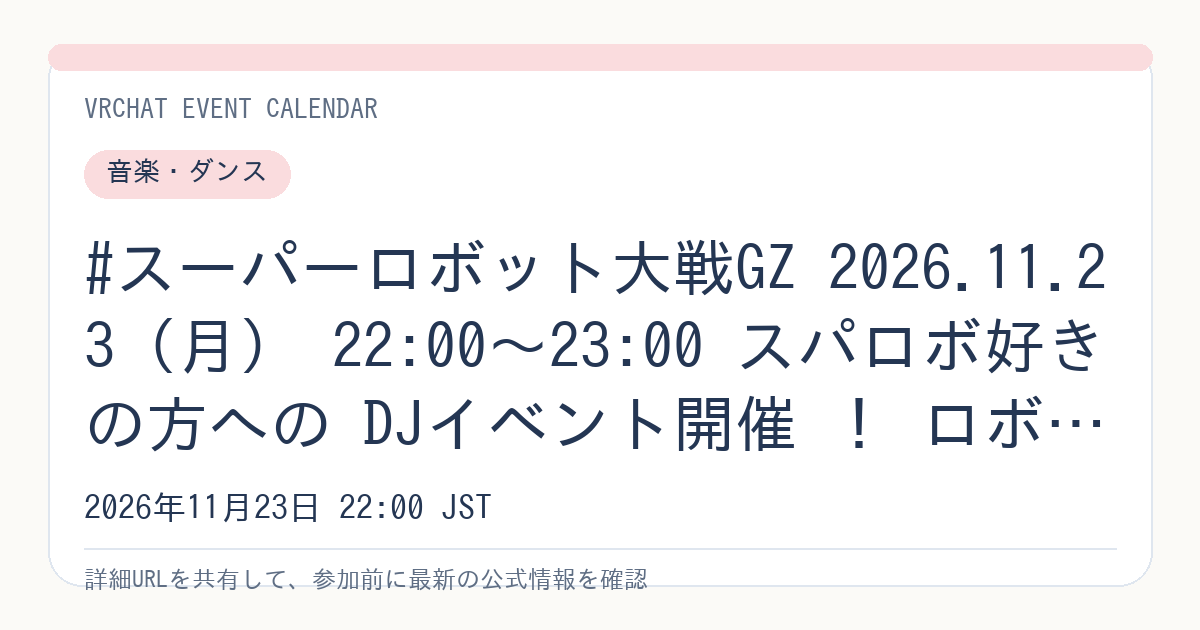 VRCHAT EVENT CALENDAR
音楽・ダンス
#スーパーロボット大戦GZ 2026.11.2
3（月） 22:00〜23:00 スパロボ好き
の方への DJイベント開催 ！ ロボ…
2026年11月23日 22:00 JST
詳細URLを共有して、参加前に最新の公式情報を確認